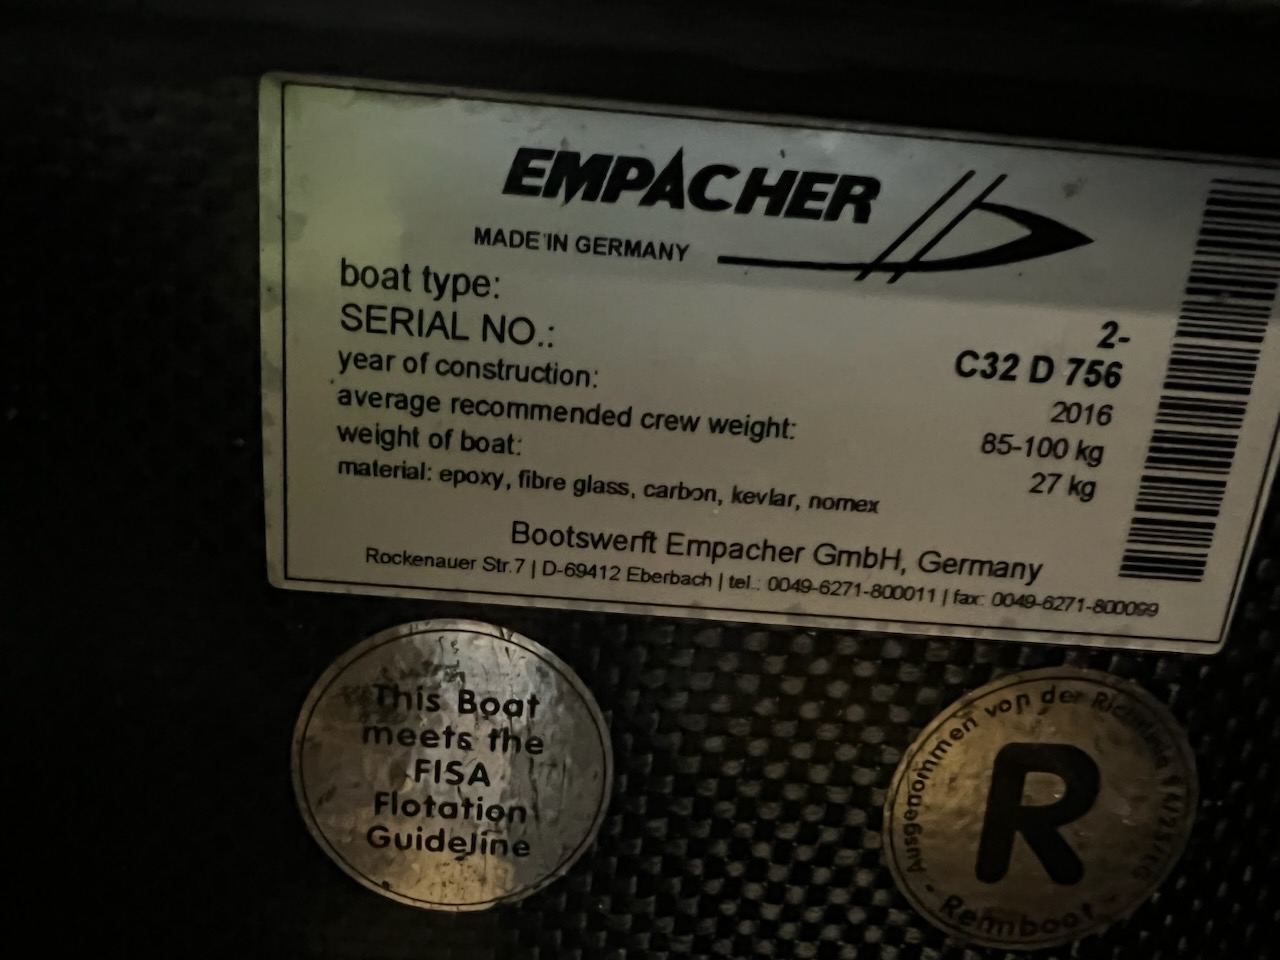 EMPACHER
MADE IN GERMANY
boat type: 2-
SERIAL NO.: C32 D 756
year of construction: 2016
average recommended crew weight: 85-100 kg
weight of boat: 27 kg
material: epoxy, fibre glass, carbon, kevlar, nomex
Bootswerft Empacher GmbH, Germany
Rockenauer Str.7 | D-69412 Eberbach | tel.: 0049-6271-800011 | fax: 0049-6271-800099
This Boat
meets the
FISA
Flotation
Guideline
Ausgenommen von der Richtlinie
R
- Rennboot -